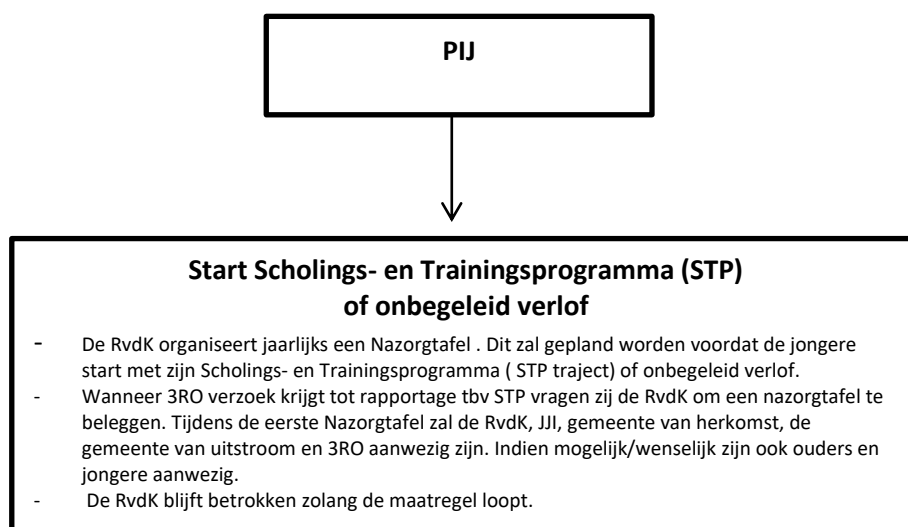 PIJ
Start Scholings- en Trainingsprogramma (STP)
of onbegeleid verlof
- De RvdK organiseert jaarlijks een Nazorgtafel . Dit zal gepland worden voordat de jongere
start met zijn Scholings- en Trainingsprogramma ( STP traject) of onbegeleid verlof.
- Wanneer 3RO verzoek krijgt tot rapportage tbv STP vragen zij de RvdK om een nazorgtafel te
beleggen. Tijdens de eerste Nazorgtafel zal de RvdK, JJI, gemeente van herkomst, de
gemeente van uitstroom en 3RO aanwezig zijn. Indien mogelijk/wenselijk zijn ook ouders en
jongere aanwezig.
- De RvdK blijft betrokken zolang de maatregel loopt.